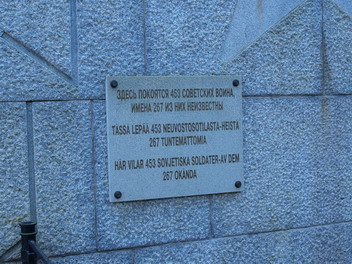 ЗДЕСЬ ПОКОЯТСЯ 453 СОВЕТСКИХ ВОИНА,
ИМЕНА 267 ИЗ НИХ НЕИЗВЕСТНЫ
TÄSSÄ LEPÄÄ 453 NEUVOSTOSOTILASTA-HEISTÄ
267 TUNTEMATTOMIA
HÄR VILAR 453 SOVJETISKA SOLDATER-AV DEM
267 OKÄNDA